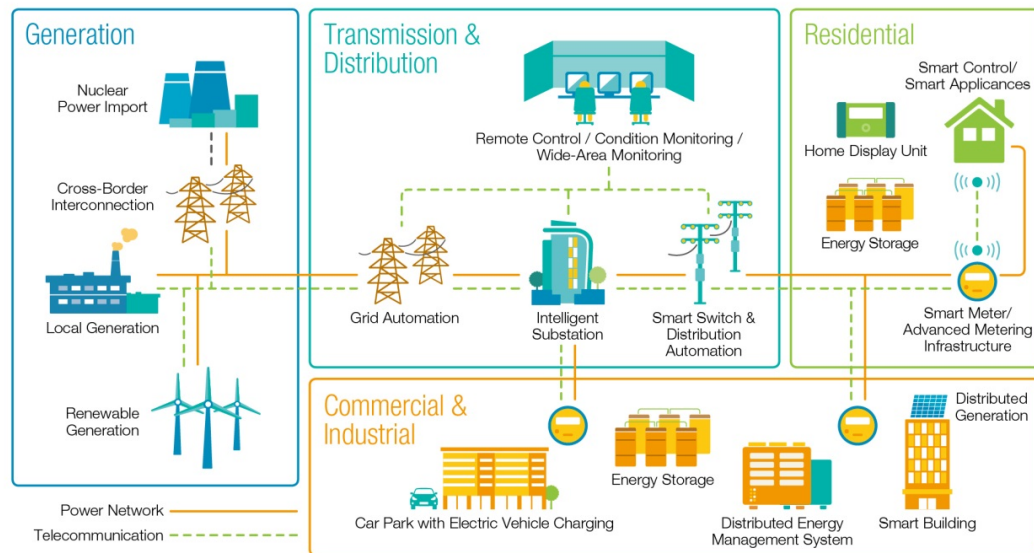 Generation
Nuclear
Power Import
Cross-Border
Interconnection
Local Generation
Renewable
Generation
Power Network
Telecommunication
Transmission &
Distribution
Remote Control / Condition Monitoring /
Wide-Area Monitoring
Grid Automation
Intelligent
Substation
Smart Switch &
Distribution
Automation
Residential
Smart Control/
Smart Applicances
Home Display Unit
Energy Storage
Smart Meter/
Advanced Metering
Infrastructure
Commercial &
Industrial
Car Park with Electric Vehicle Charging
Energy Storage
Distributed Energy
Management System
Distributed
Generation
Smart Building